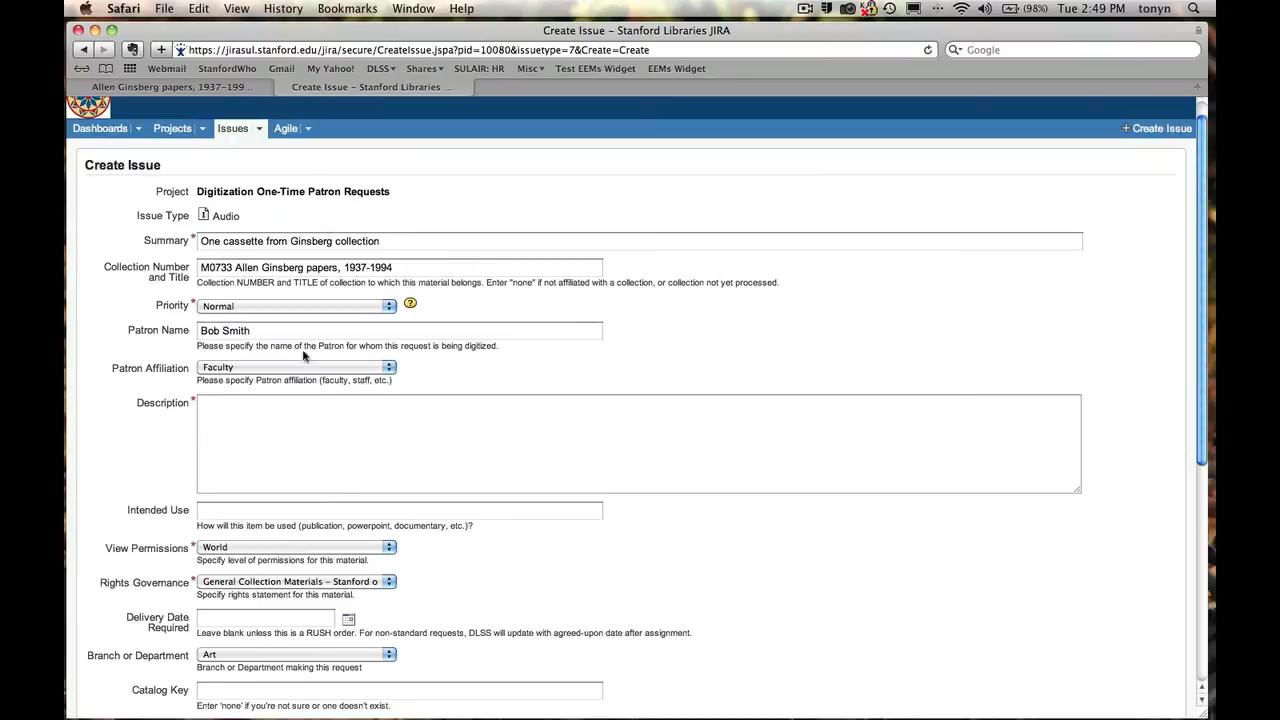 Safari File Edit View History Bookmarks Window Help (98%) Tue 2:49 PM tonyn
Create Issue – Stanford Libraries JIRA
https://jirasul.stanford.edu/jira/secure/CreateIssue.jspa?pid=10080&issuetype=7&Create=Create Google
Webmail StanfordWho Gmail My Yahoo! DLSS Shares SULAIR: HR Misc Test EEMs Widget EEMs Widget
Allen Ginsberg papers, 1937-199... Create Issue – Stanford Libraries ...
Dashboards Projects Issues Agile + Create Issue
Create Issue
Project Digitization One-Time Patron Requests
Issue Type Audio
Summary * One cassette from Ginsberg collection
Collection Number and Title M0733 Allen Ginsberg papers, 1937-1994
Collection NUMBER and TITLE of collection to which this material belongs. Enter "none" if not affiliated with a collection, or collection not yet processed.
Priority * Normal ?
Patron Name Bob Smith
Please specify the name of the Patron for whom this request is being digitized.
Patron Affiliation Faculty
Please specify Patron affiliation (faculty, staff, etc.)
Description *
Intended Use
How will this item be used (publication, powerpoint, documentary, etc.)?
View Permissions * World
Specify level of permissions for this material.
Rights Governance * General Collection Materials – Stanford o
Specify rights statement for this material.
Delivery Date Required
Leave blank unless this is a RUSH order. For non-standard requests, DLSS will update with agreed-upon date after assignment.
Branch or Department Art
Branch or Department making this request
Catalog Key
Enter 'none' if you're not sure or one doesn't exist.